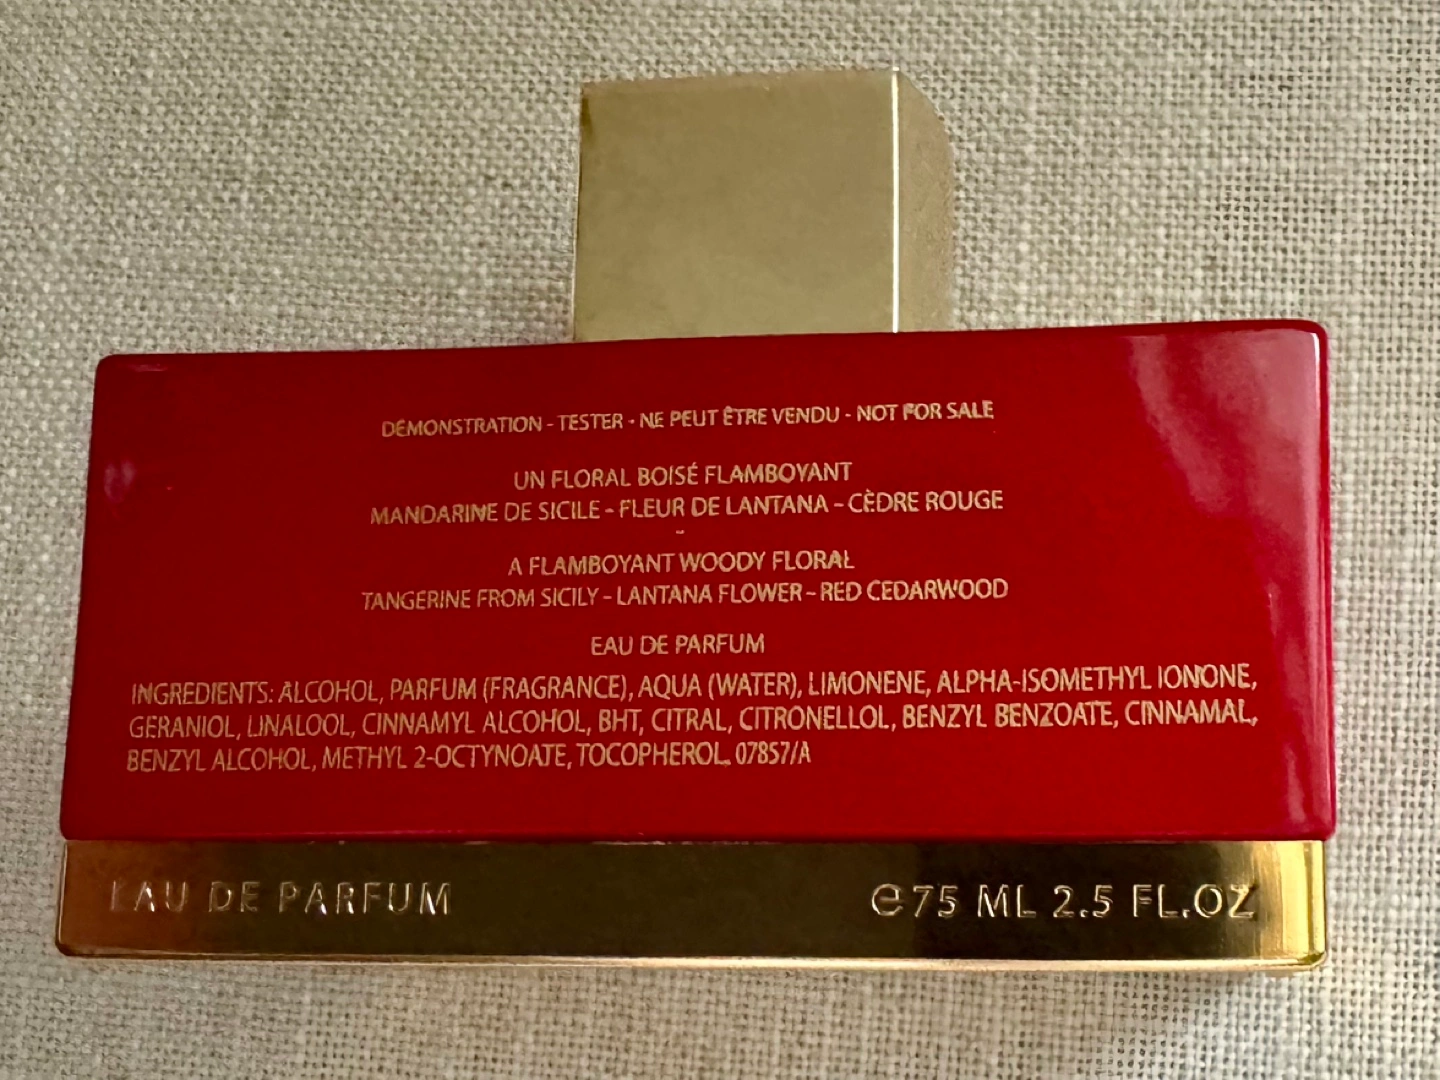 DÉMONSTRATION - TESTER - NE PEUT ÊTRE VENDU - NOT FOR SALE
UN FLORAL BOISÉ FLAMBOYANT
MANDARINE DE SICILE - FLEUR DE LANTANA - CÈDRE ROUGE
-
A FLAMBOYANT WOODY FLORAL
TANGERINE FROM SICILY - LANTANA FLOWER - RED CEDARWOOD
EAU DE PARFUM
INGREDIENTS: ALCOHOL, PARFUM (FRAGRANCE), AQUA (WATER), LIMONENE, ALPHA-ISOMETHYL IONONE,
GERANIOL, LINALOOL, CINNAMYL ALCOHOL, BHT, CITRAL, CITRONELLOL, BENZYL BENZOATE, CINNAMAL,
BENZYL ALCOHOL, METHYL 2-OCTYNOATE, TOCOPHEROL. 07857/A
EAU DE PARFUM
℮75 ML 2.5 FL.OZ